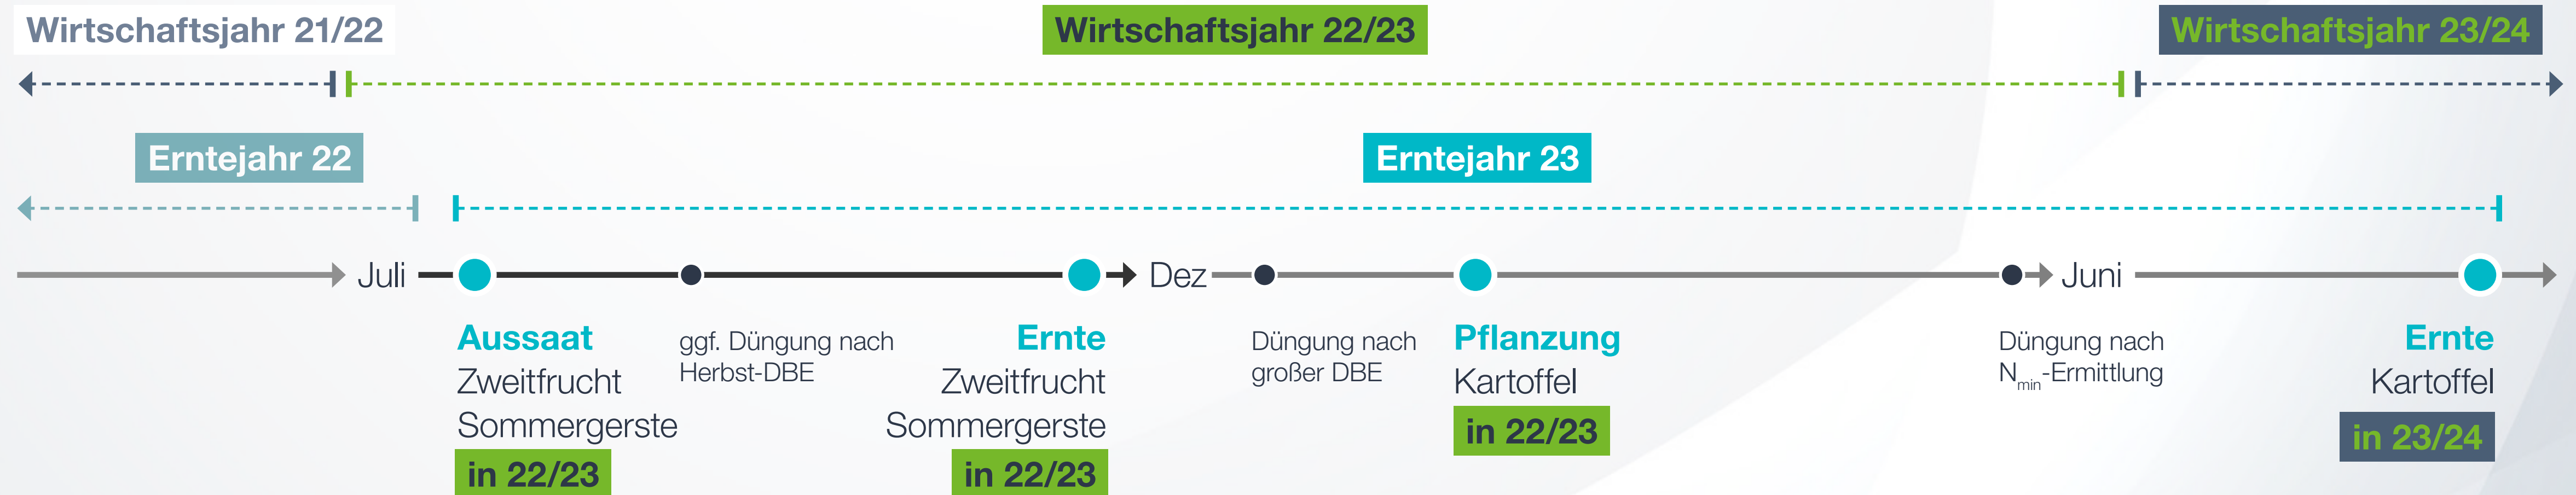 Wirtschaftsjahr 21/22
Wirtschaftsjahr 22/23
Wirtschaftsjahr 23/24
Erntejahr 22
Erntejahr 23
Juli
Dez
Juni
Aussaat
Zweitfrucht
Sommergerste
in 22/23
ggf. Düngung nach
Herbst-DBE
Ernte
Zweitfrucht
Sommergerste
in 22/23
Düngung nach
großer DBE
Pflanzung
Kartoffel
in 22/23
Düngung nach
Nmin-Ermittlung
Ernte
Kartoffel
in 23/24